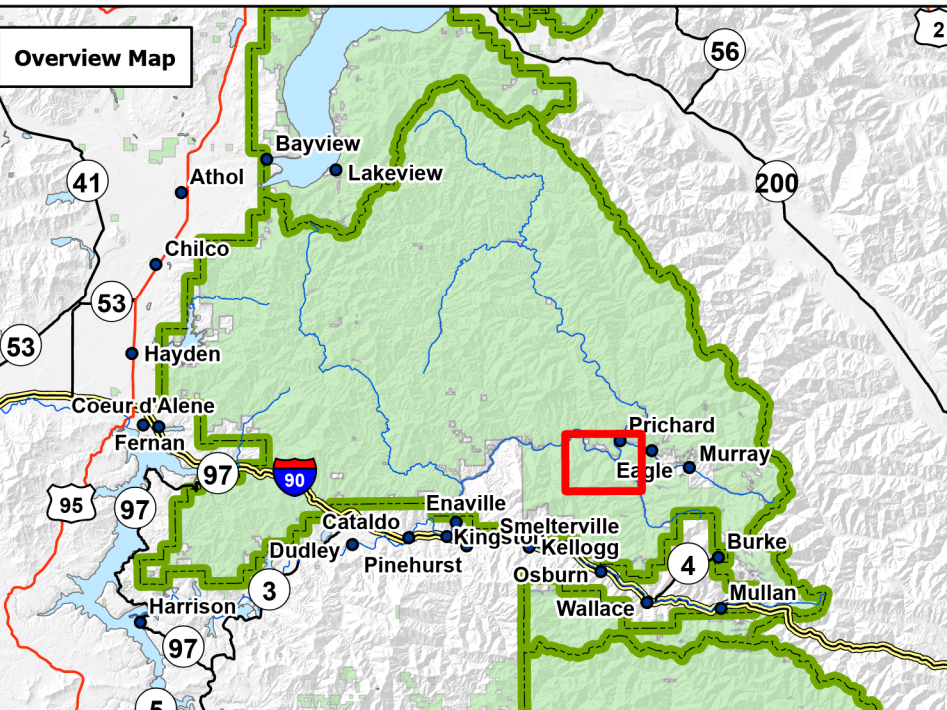 2
Overview Map
56
Bayview
Lakeview
Athol
41
200
Chilco
53
53
Hayden
Coeur d'Alene
Fernan
Prichard
Murray
Eagle
97
90
95
97
Enaville
Cataldo
Smelterville
Kingston
Kellogg
Dudley
Pinehurst
Burke
Osburn
4
3
Mullan
Wallace
Harrison
97
5